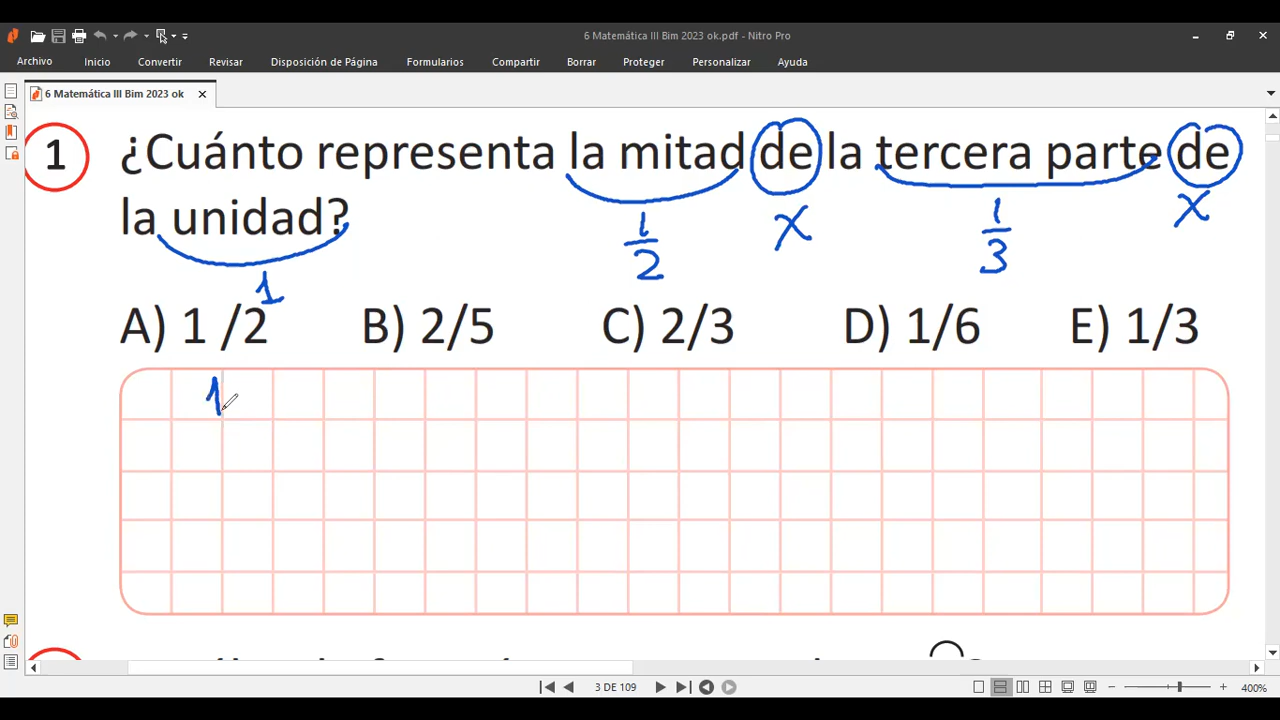 6 Matemática III Bim 2023 ok.pdf - Nitro Pro
Archivo Inicio Convertir Revisar Disposición de Página Formularios Compartir Borrar Proteger Personalizar Ayuda
6 Matemática III Bim 2023 ok
1 ¿Cuánto representa la mitad de la tercera parte de
la unidad?
1/2 x 1/3 x
1
A) 1 /2 B) 2/5 C) 2/3 D) 1/6 E) 1/3
1
3 DE 109
400%